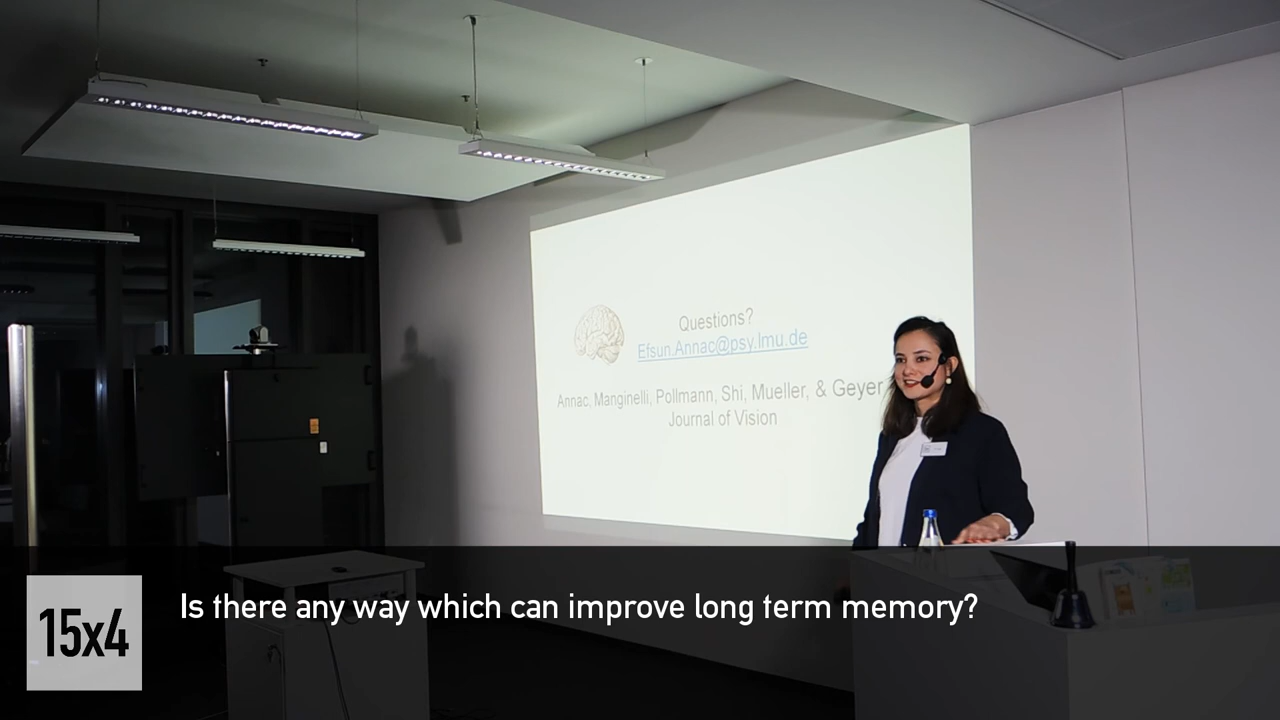 Questions?
Efsun.Annac@psy.lmu.de
Annac, Manginelli, Pollmann, Shi, Mueller, & Geyer
Journal of Vision
15x4
Is there any way which can improve long term memory?